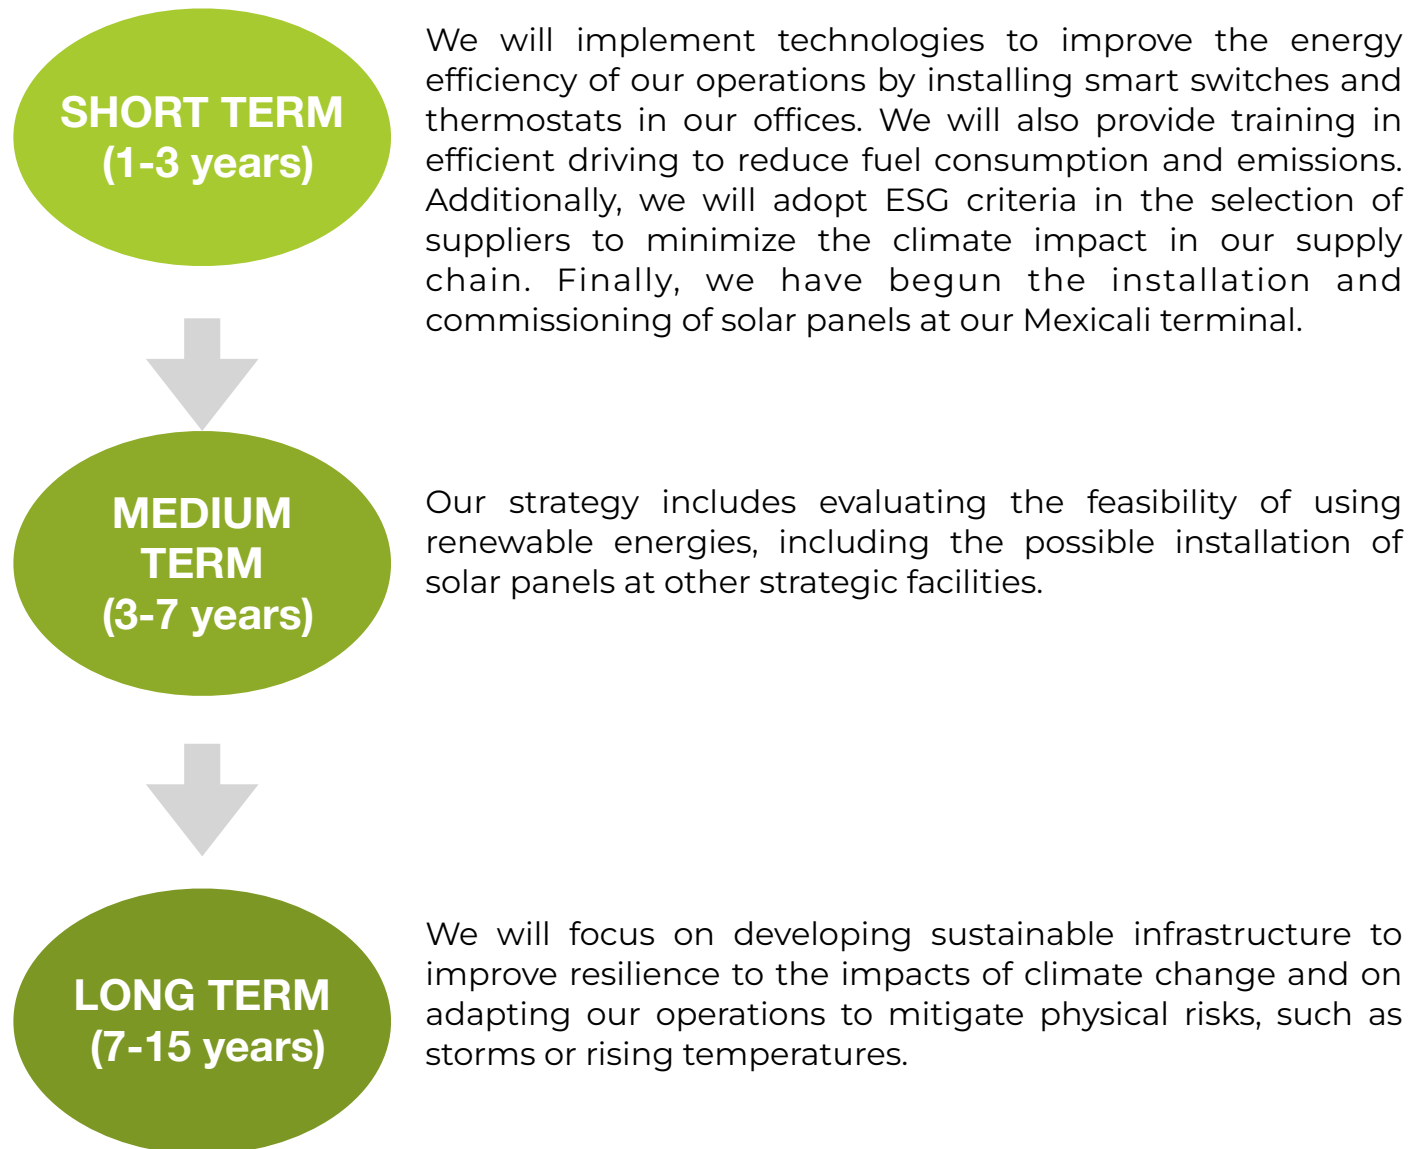 SHORT TERM
(1-3 years)
We will implement technologies to improve the energy
efficiency of our operations by installing smart switches and
thermostats in our offices. We will also provide training in
efficient driving to reduce fuel consumption and emissions.
Additionally, we will adopt ESG criteria in the selection of
suppliers to minimize the climate impact in our supply
chain. Finally, we have begun the installation and
commissioning of solar panels at our Mexicali terminal.
MEDIUM
TERM
(3-7 years)
Our strategy includes evaluating the feasibility of using
renewable energies, including the possible installation of
solar panels at other strategic facilities.
LONG TERM
(7-15 years)
We will focus on developing sustainable infrastructure to
improve resilience to the impacts of climate change and on
adapting our operations to mitigate physical risks, such as
storms or rising temperatures.